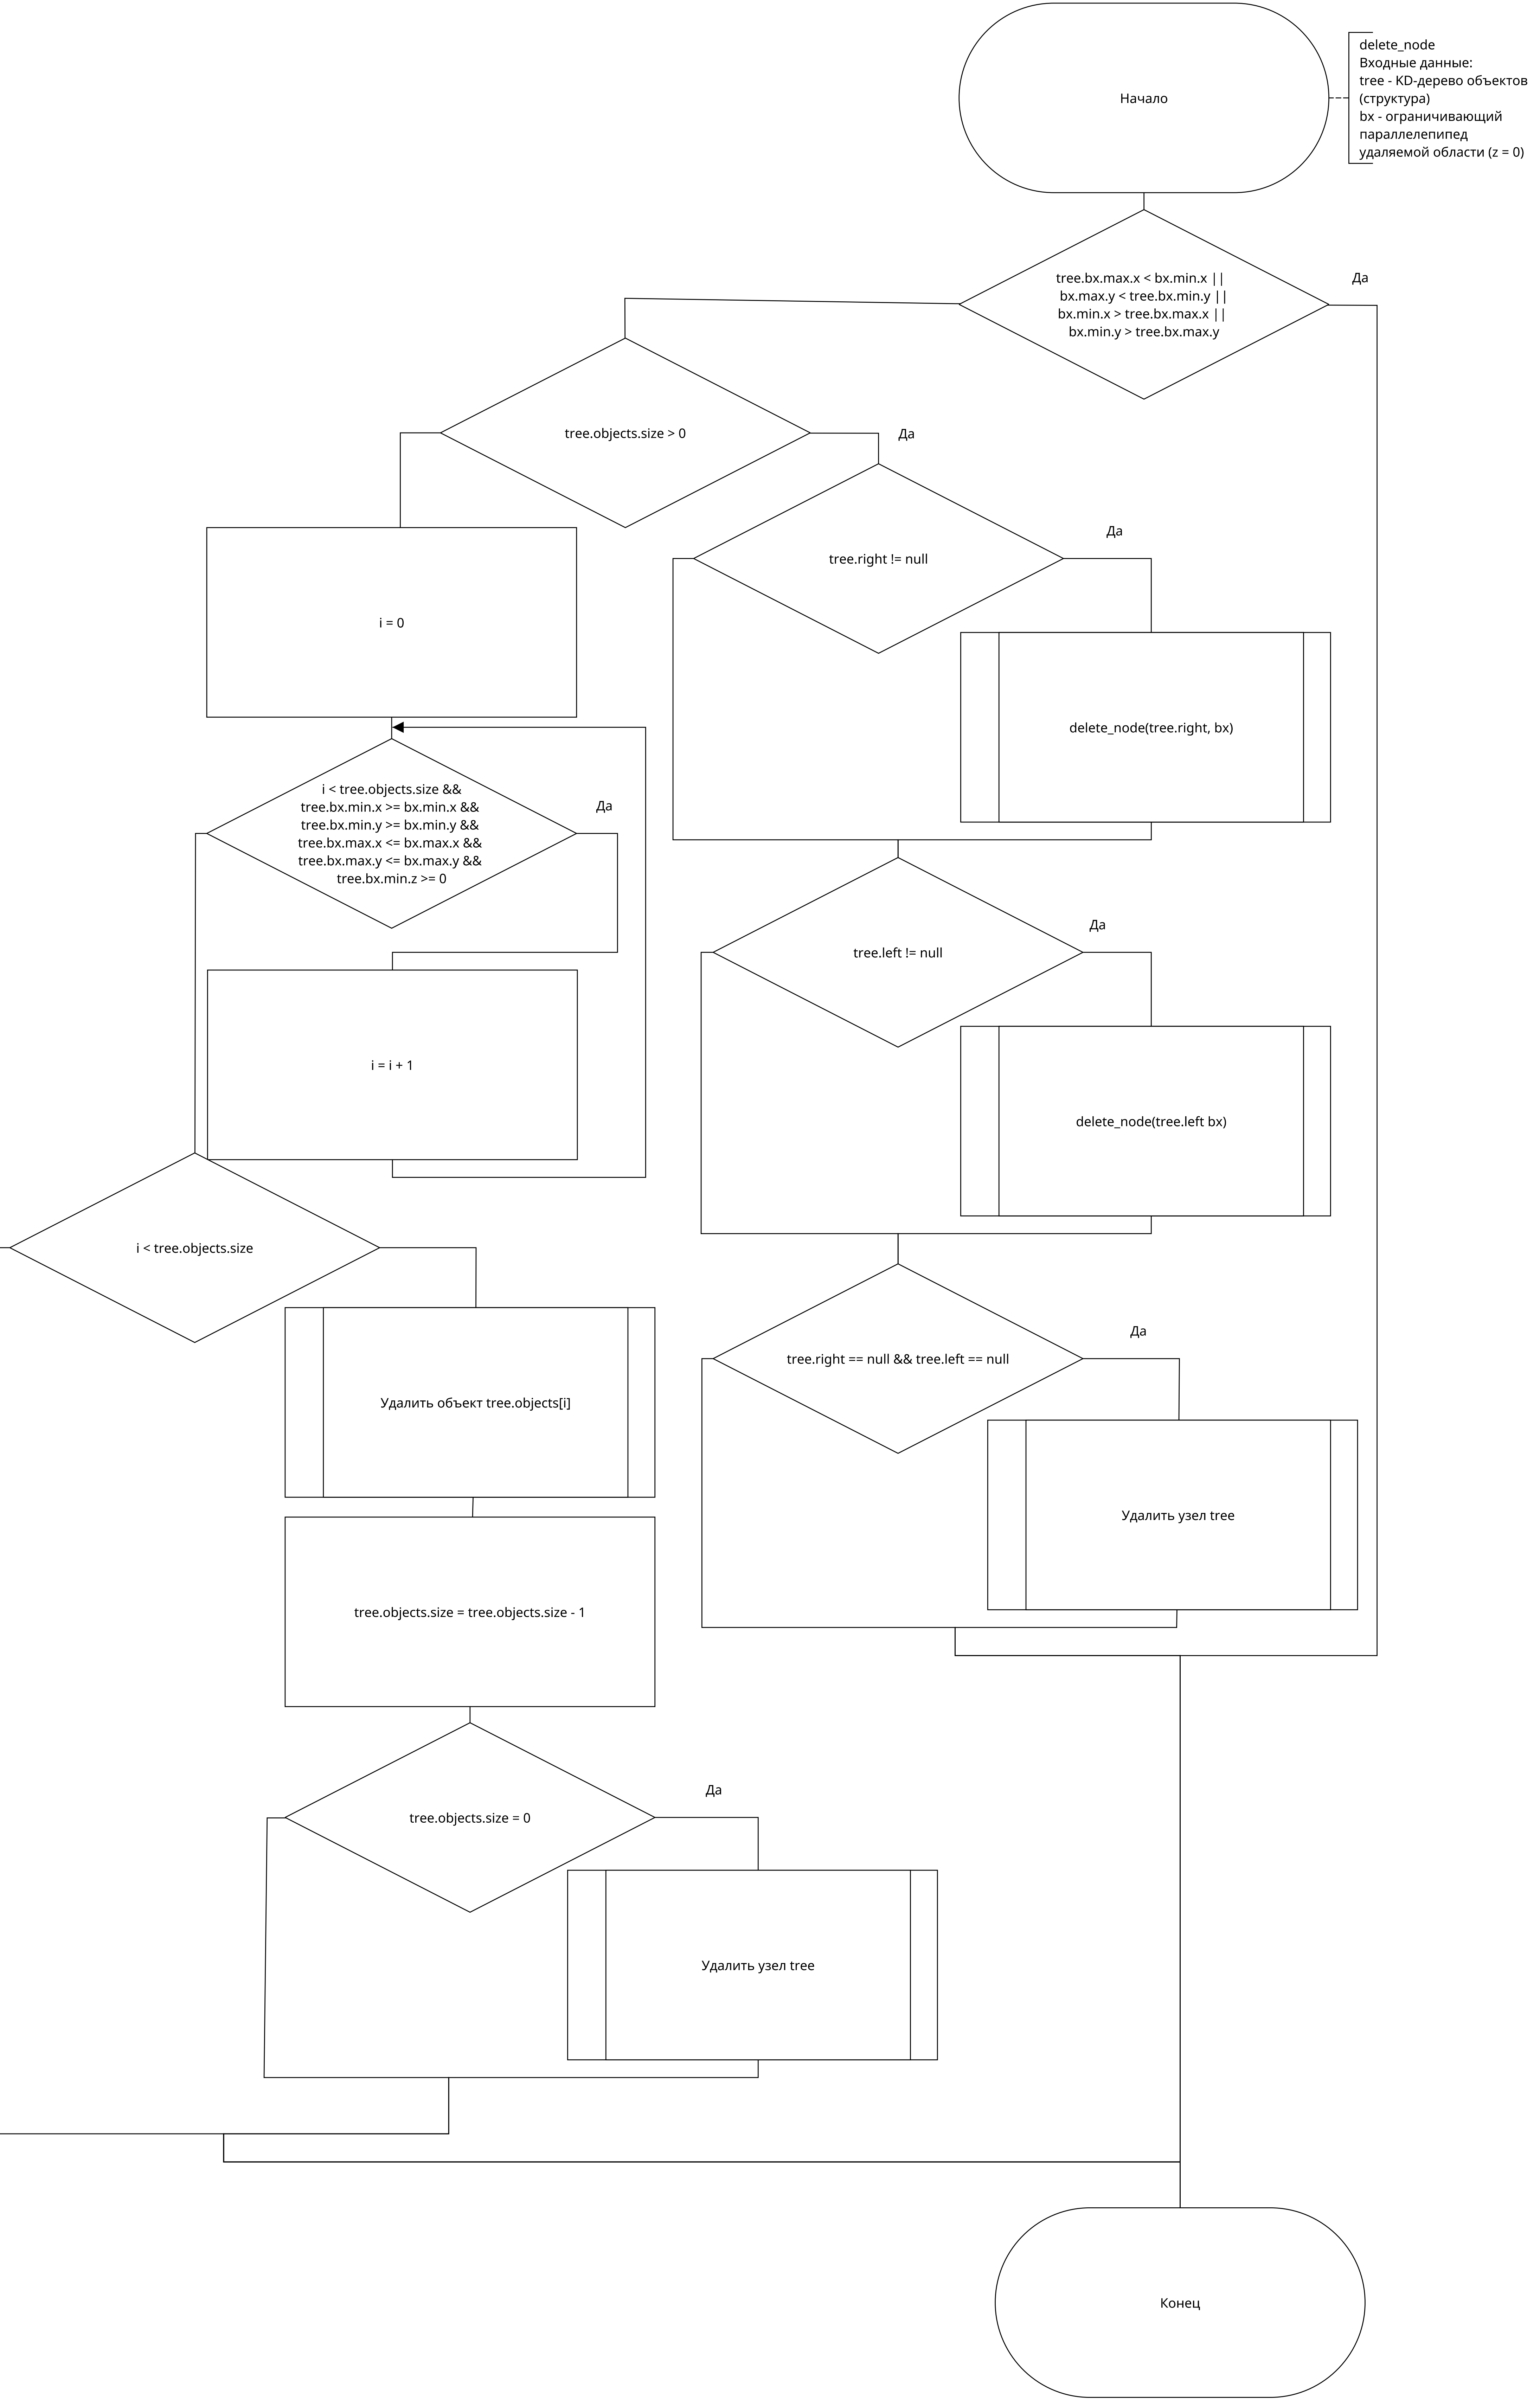 Начало
delete_node
Входные данные:
tree - KD-дерево объектов
(структура)
bx - ограничивающий
параллелепипед
удаляемой области (z = 0)
tree.bx.max.x < bx.min.x ||
bx.max.y < tree.bx.min.y ||
bx.min.x > tree.bx.max.x ||
bx.min.y > tree.bx.max.y
Да
tree.objects.size > 0
Да
tree.right != null
Да
i = 0
delete_node(tree.right, bx)
i < tree.objects.size &&
tree.bx.min.x >= bx.min.x &&
tree.bx.min.y >= bx.min.y &&
tree.bx.max.x <= bx.max.x &&
tree.bx.max.y <= bx.max.y &&
tree.bx.min.z >= 0
Да
tree.left != null
Да
i = i + 1
delete_node(tree.left bx)
i < tree.objects.size
tree.right == null && tree.left == null
Да
Удалить объект tree.objects[i]
Удалить узел tree
tree.objects.size = tree.objects.size - 1
tree.objects.size = 0
Да
Удалить узел tree
Конец